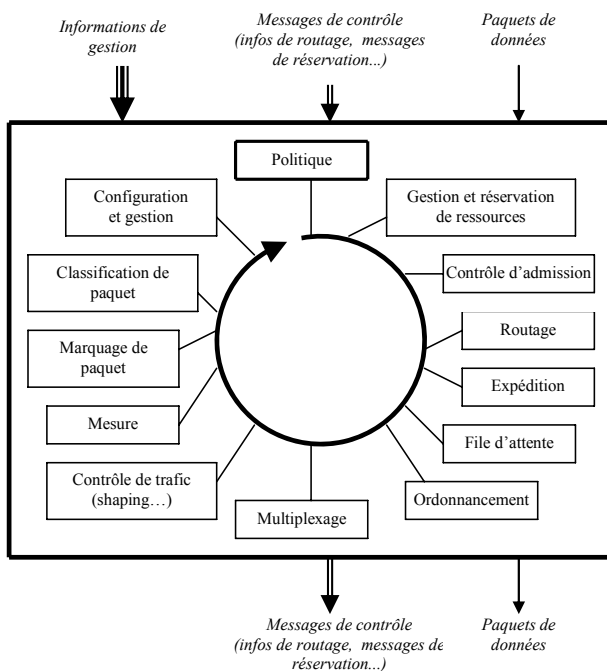 Informations de
gestion
Messages de contrôle
(infos de routage, messages
de réservation...)
Paquets de
données
Politique
Configuration
et gestion
Gestion et réservation
de ressources
Classification de
paquet
Contrôle d'admission
Marquage de
paquet
Routage
Expédition
Mesure
File d'attente
Contrôle de trafic
(shaping…)
Ordonnancement
Multiplexage
Messages de contrôle
(infos de routage, messages de
réservation...)
Paquets de
données